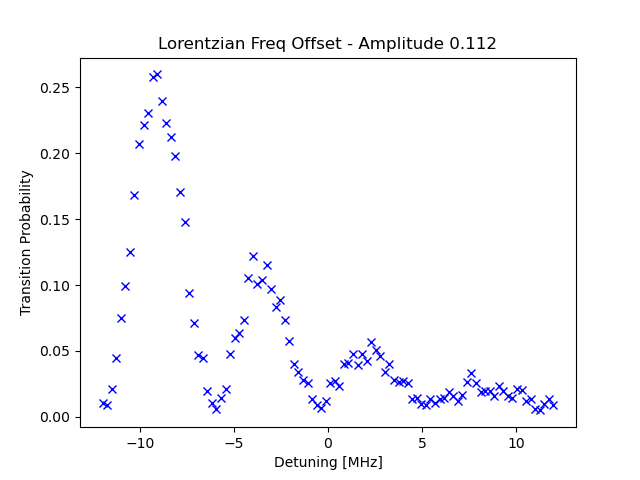 Lorentzian Freq Offset - Amplitude 0.112
0.25
0.20
0.15
0.10
0.05
0.00
Transition Probability
−10 −5 0 5 10
Detuning [MHz]